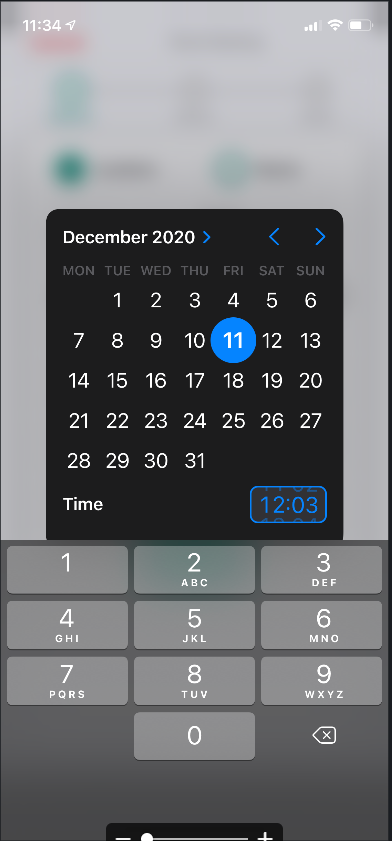 11:34
December 2020
MON TUE WED THU FRI SAT SUN
1 2 3 4 5 6
7 8 9 10 11 12 13
14 15 16 17 18 19 20
21 22 23 24 25 26 27
28 29 30 31
Time 12:03
1 2 3
ABC DEF
4 5 6
GHI JKL MNO
7 8 9
PQRS TUV WXYZ
0